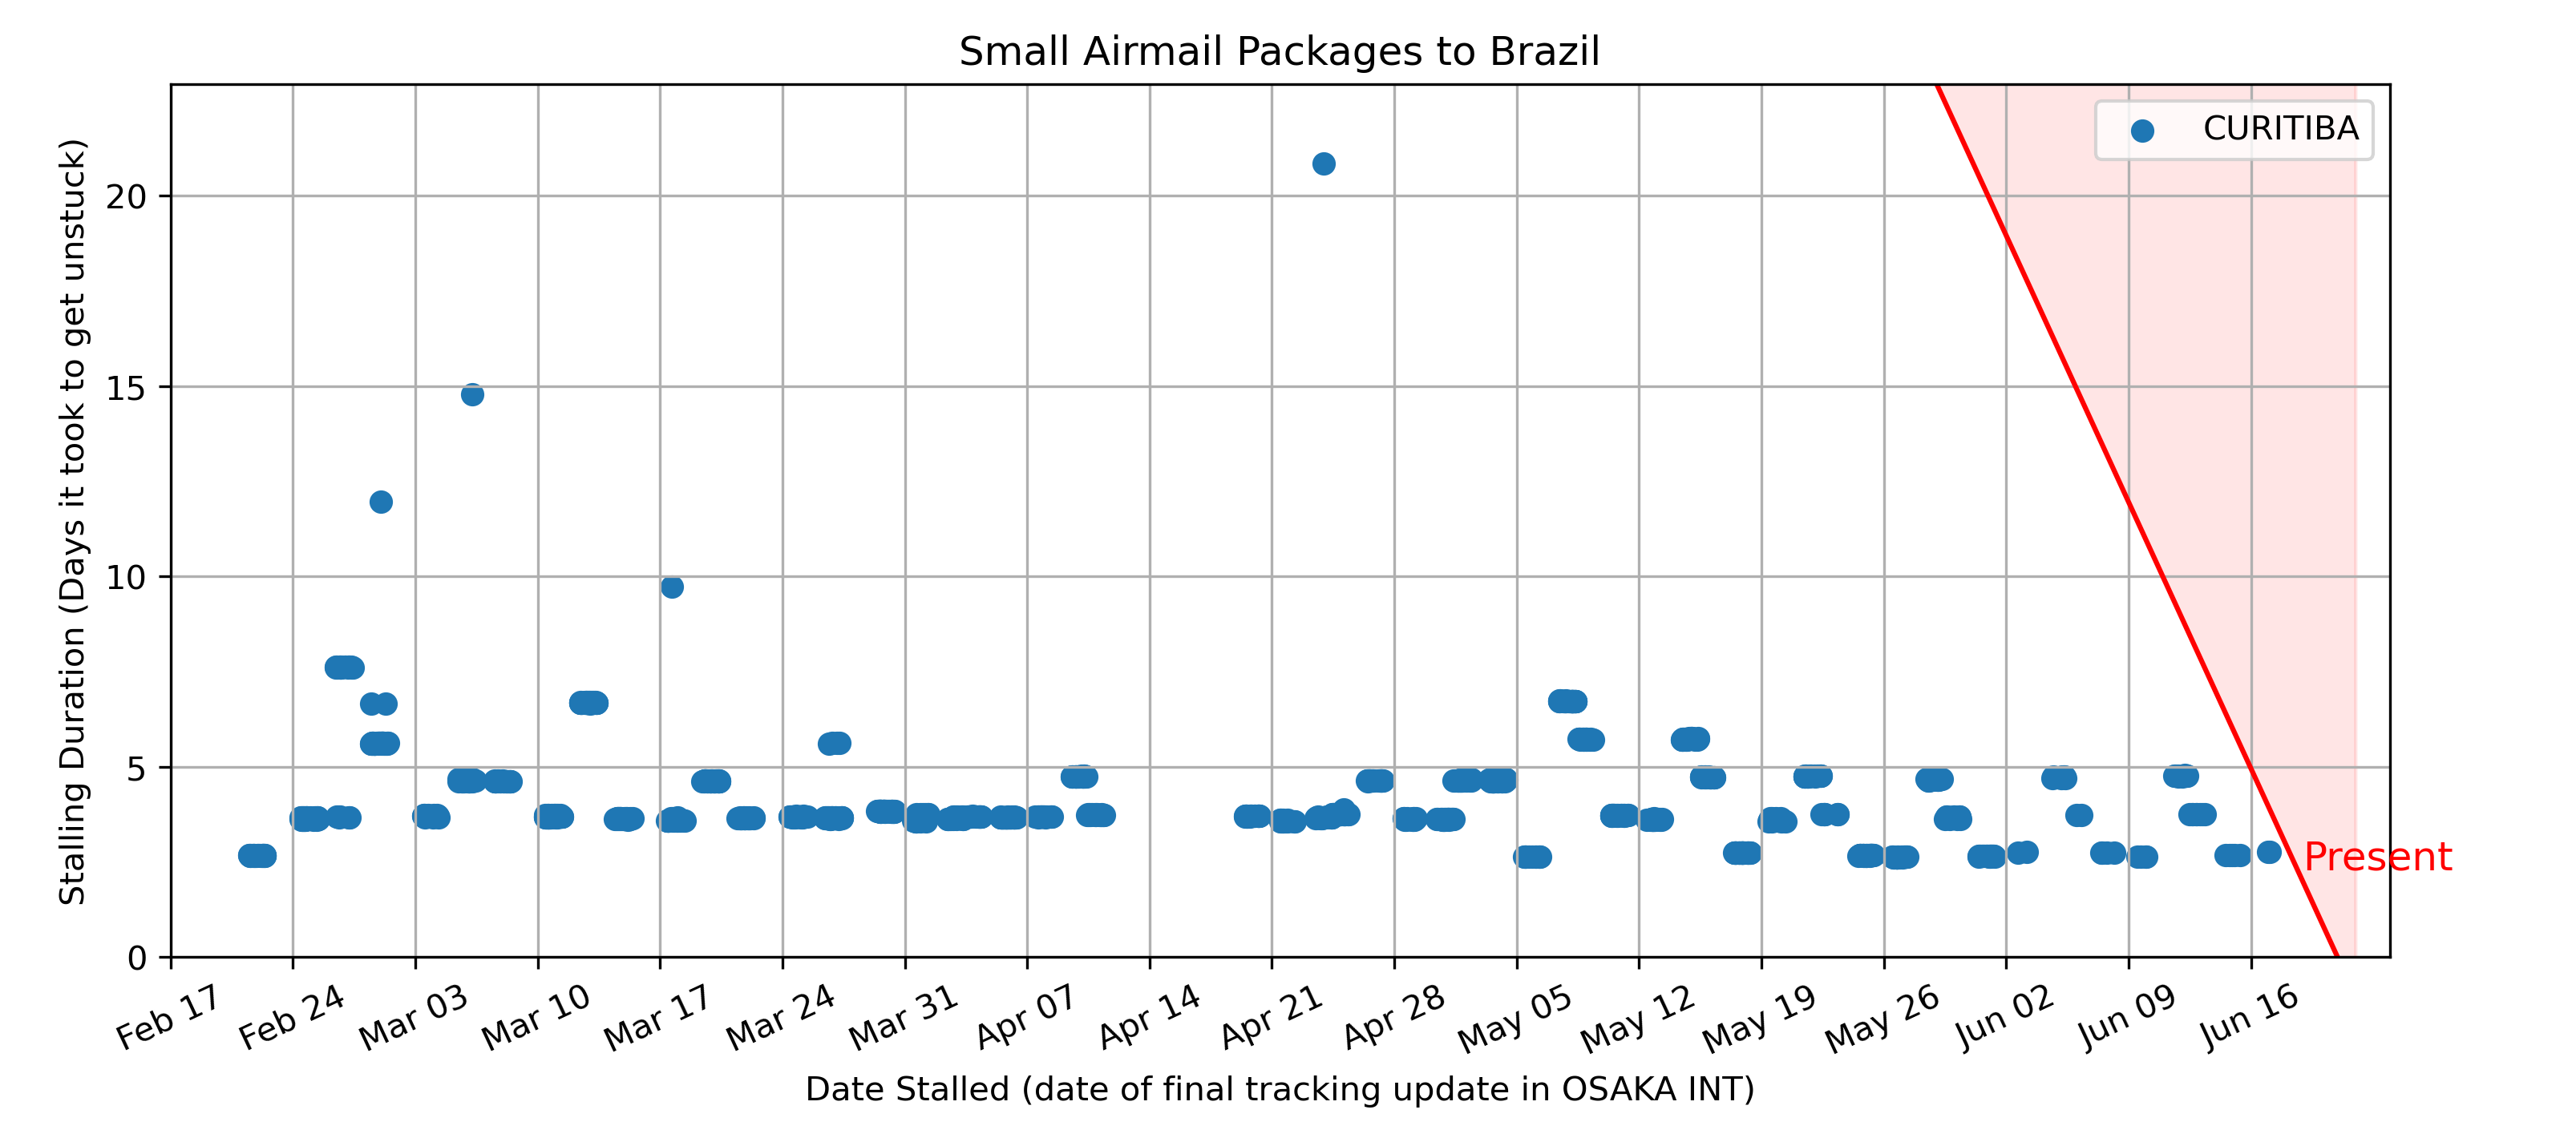 Small Airmail Packages to Brazil
CURITIBA
Stalling Duration (Days it took to get unstuck)
20
15
10
5
0
Present
Feb 17
Feb 24
Mar 03
Mar 10
Mar 17
Mar 24
Mar 31
Apr 07
Apr 14
Apr 21
Apr 28
May 05
May 12
May 19
May 26
Jun 02
Jun 09
Jun 16
Date Stalled (date of final tracking update in OSAKA INT)